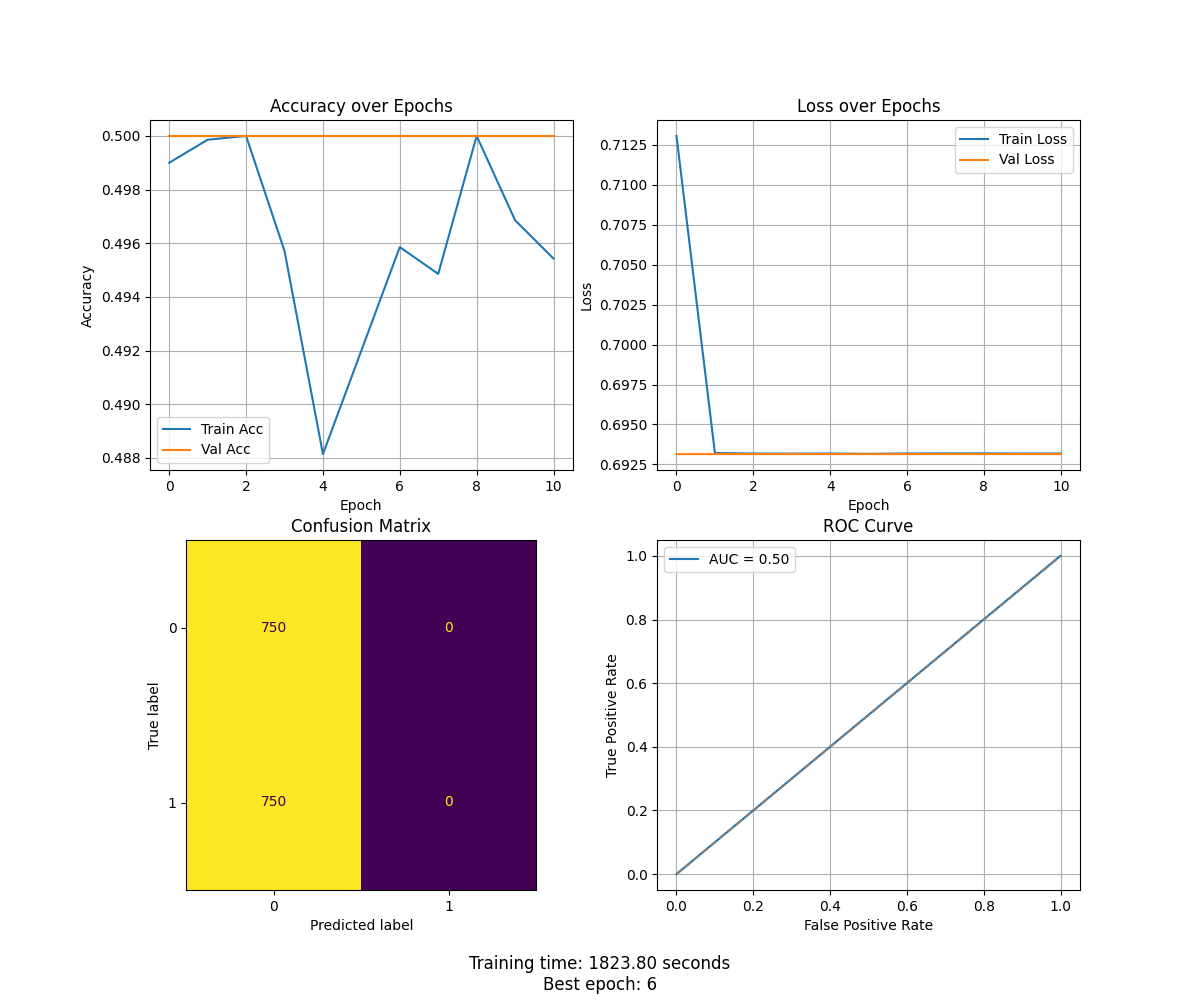 Accuracy over Epochs
Accuracy
0.500
0.498
0.496
0.494
0.492
0.490
0.488
Train Acc
Val Acc
0 2 4 6 8 10
Epoch
Loss over Epochs
Loss
0.7125
0.7100
0.7075
0.7050
0.7025
0.7000
0.6975
0.6950
0.6925
Train Loss
Val Loss
0 2 4 6 8 10
Epoch
Confusion Matrix
True label
0
1
750 0
750 0
0 1
Predicted label
ROC Curve
True Positive Rate
1.0
0.8
0.6
0.4
0.2
0.0
AUC = 0.50
0.0 0.2 0.4 0.6 0.8 1.0
False Positive Rate
Training time: 1823.80 seconds
Best epoch: 6